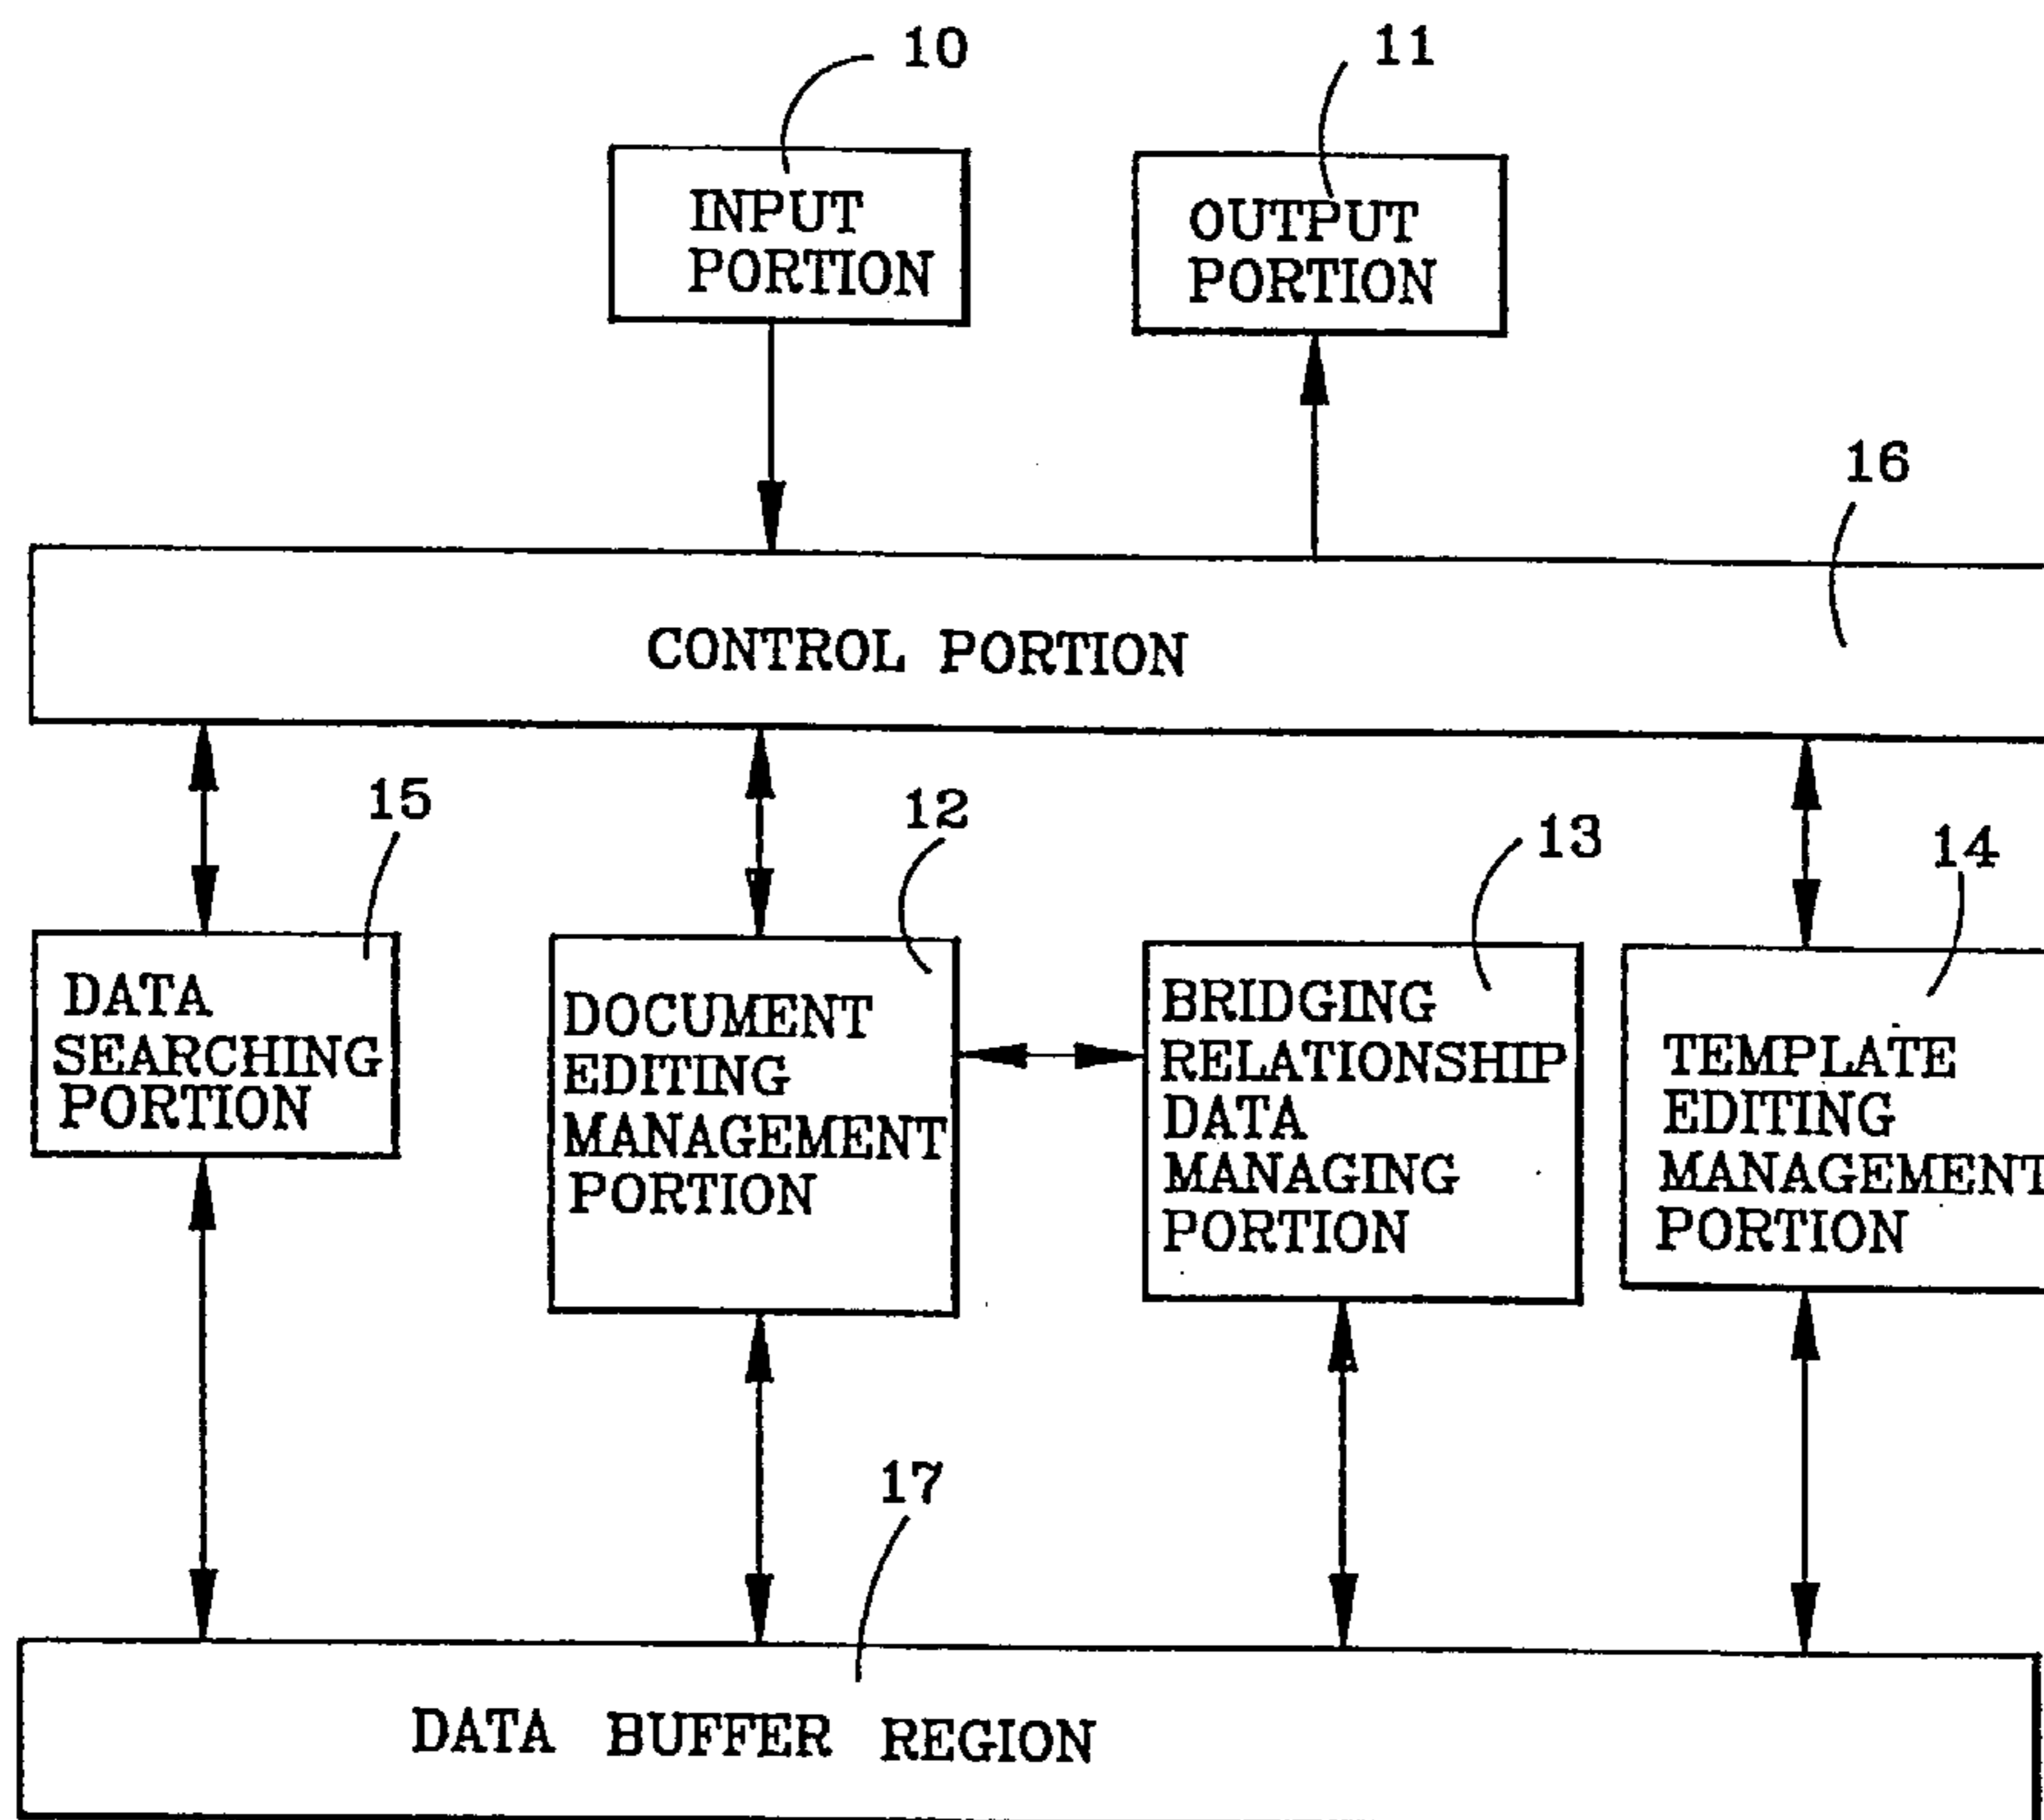 10
11
INPUT
PORTION
OUTPUT
PORTION
16
CONTROL PORTION
15
12
13
14
DATA
SEARCHING
PORTION
DOCUMENT
EDITING
MANAGEMENT
PORTION
BRIDGING
RELATIONSHIP
DATA
MANAGING
PORTION
TEMPLATE
EDITING
MANAGEMENT
PORTION
17
DATA BUFFER REGION